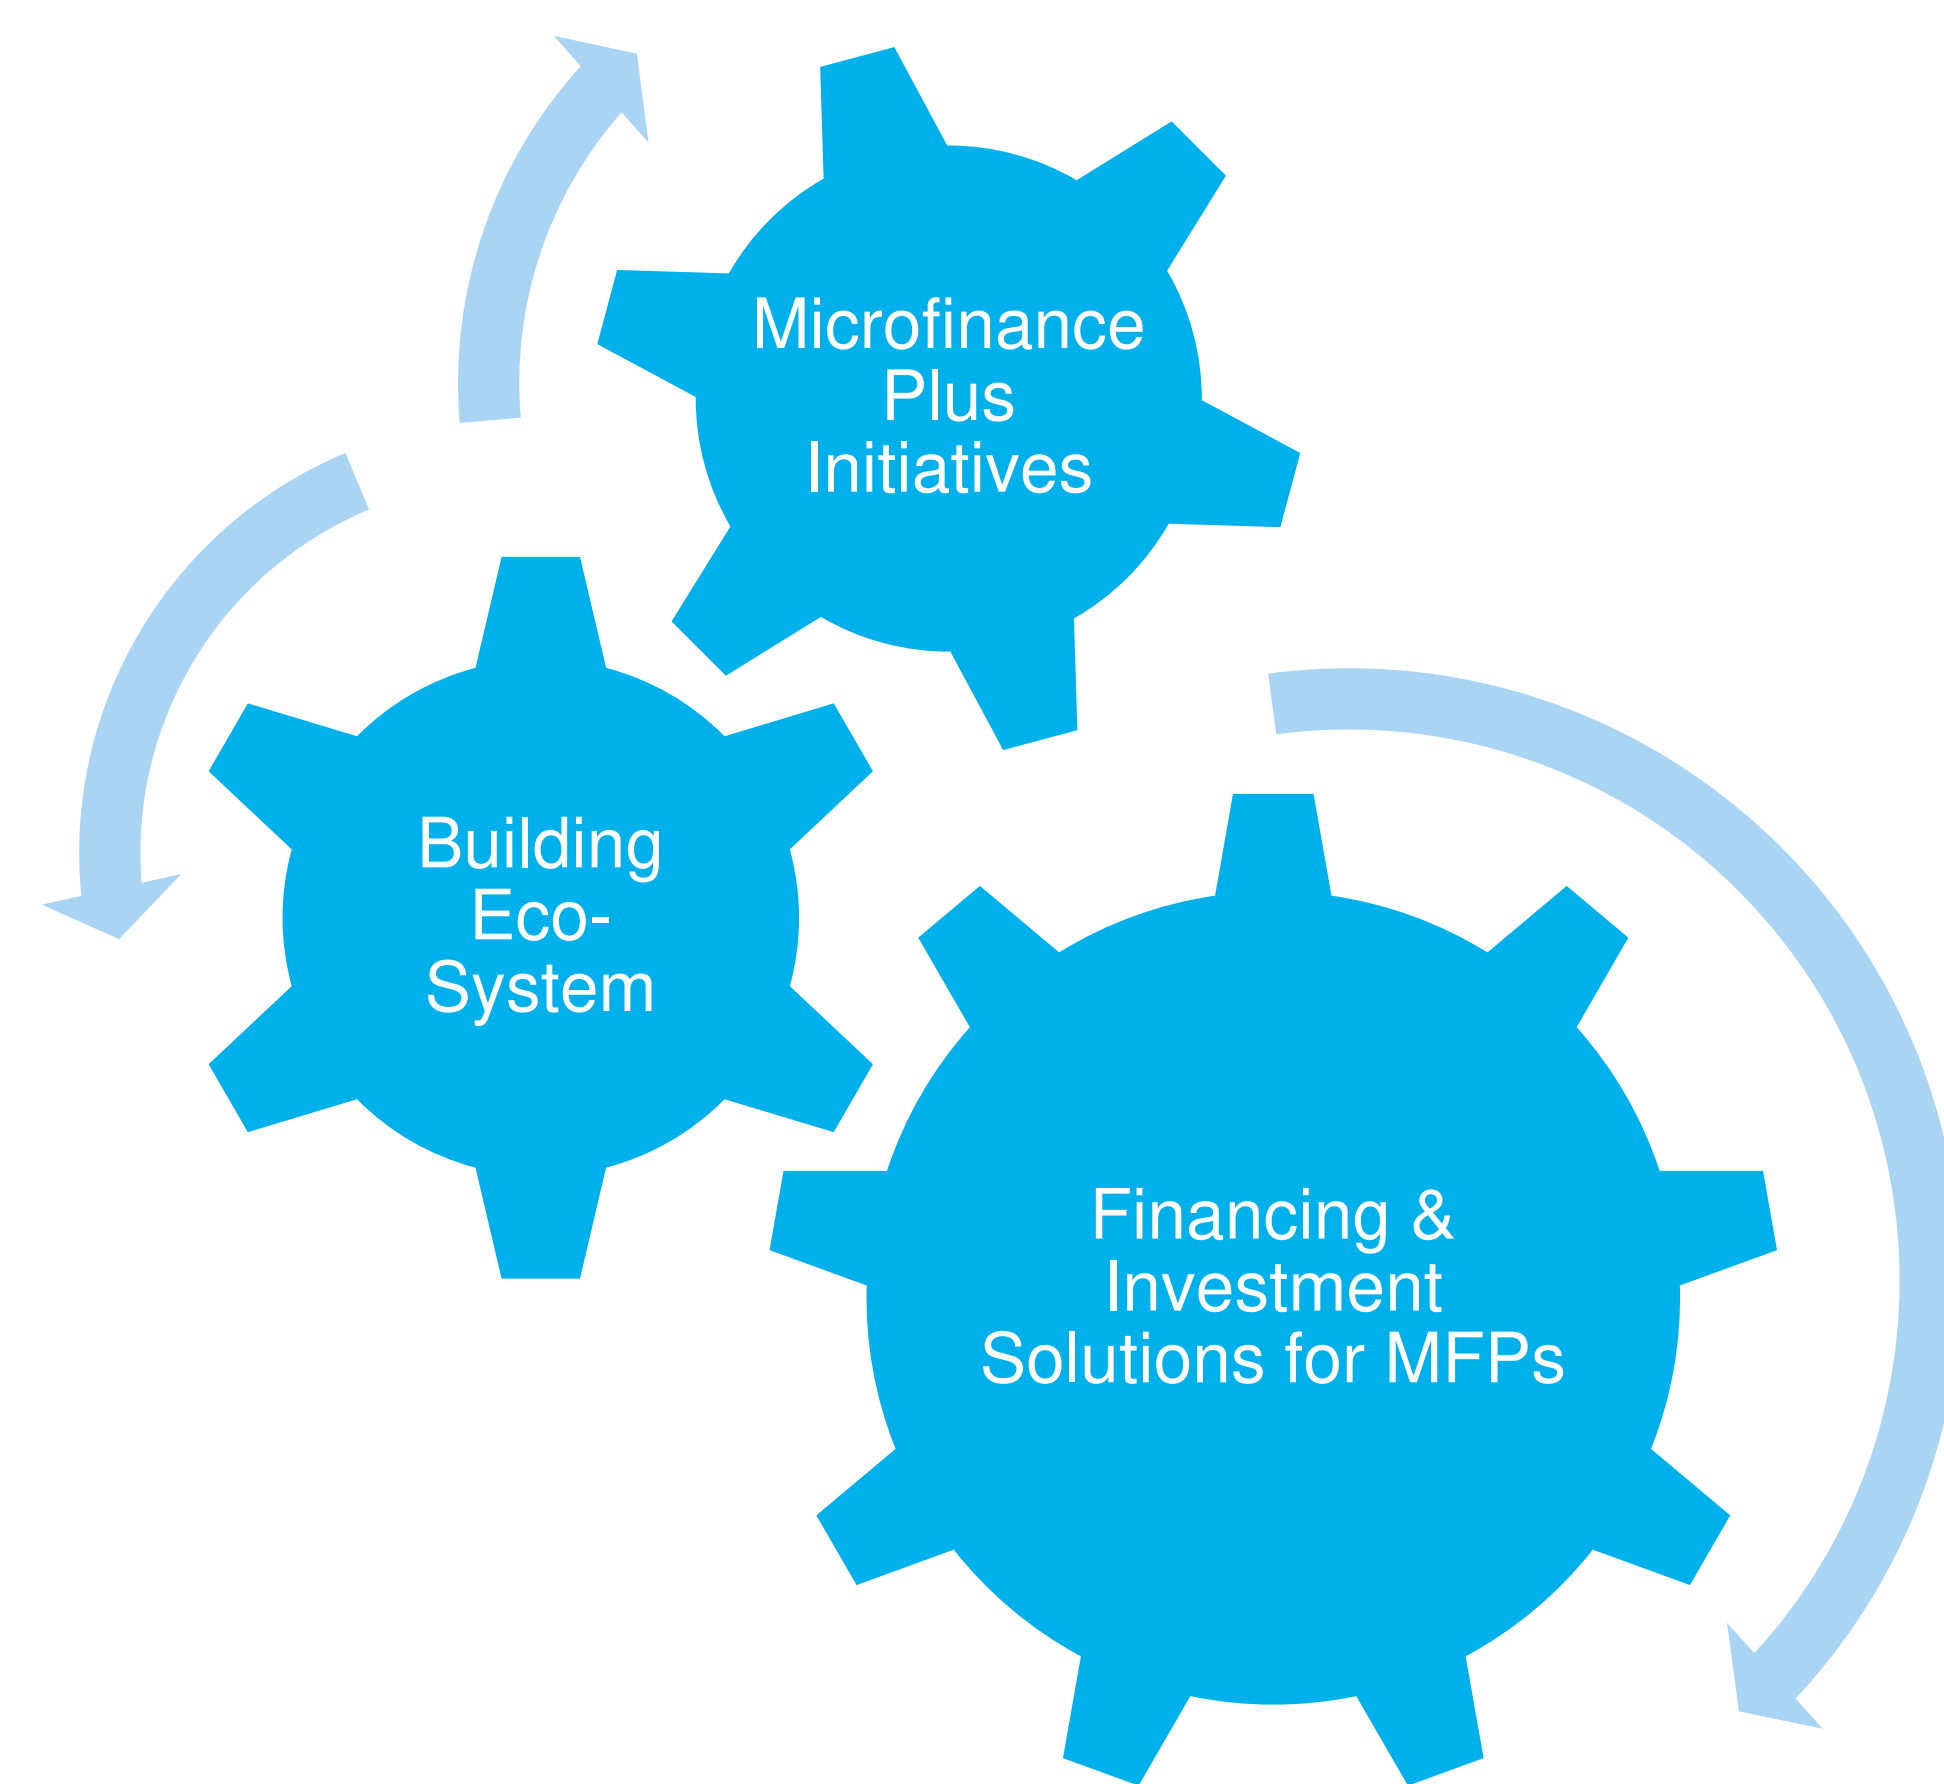 Microfinance
Plus
Initiatives
Building
Eco-
System
Financing &
Investment
Solutions for MFPs